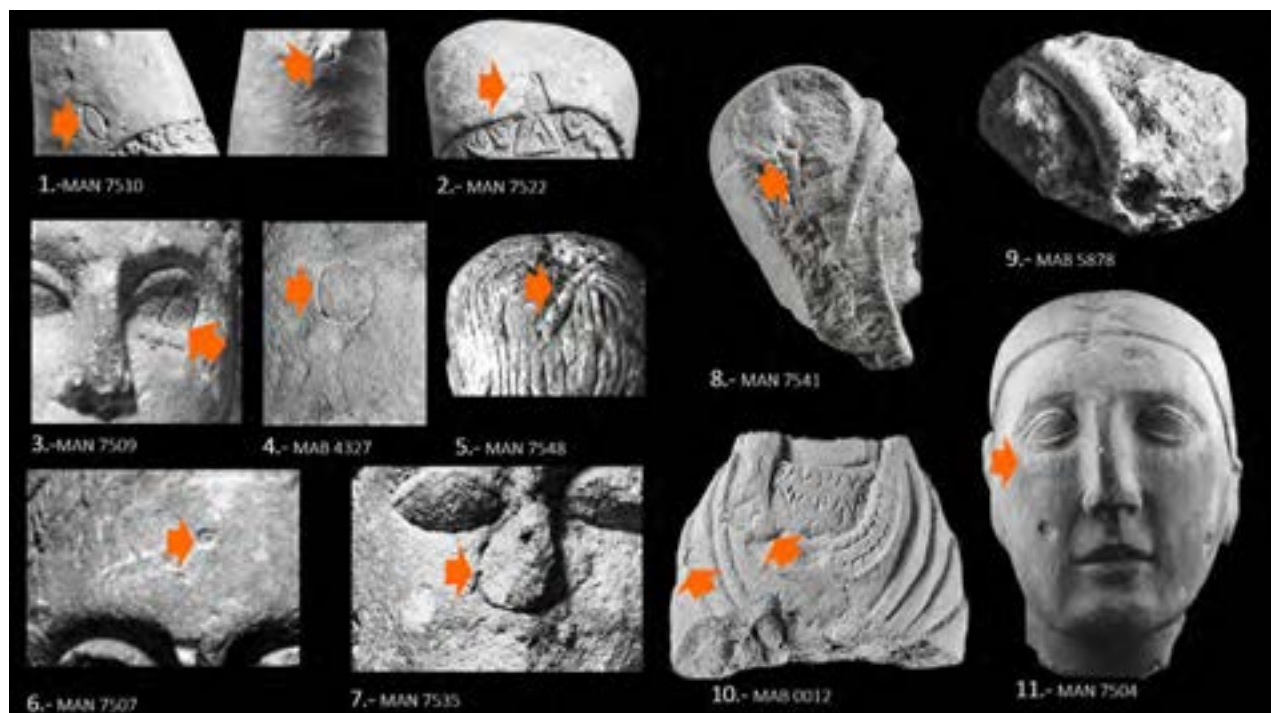 1.-MAN 7510
2.- MAN 7522
3.-MAN 7509
4.- MAB 4327
5.- MAN 7548
6.- MAN 7507
7.- MAN 7535
8.- MAN 7541
9.- MAB 5878
10.- MAB 0012
11.- MAN 7504